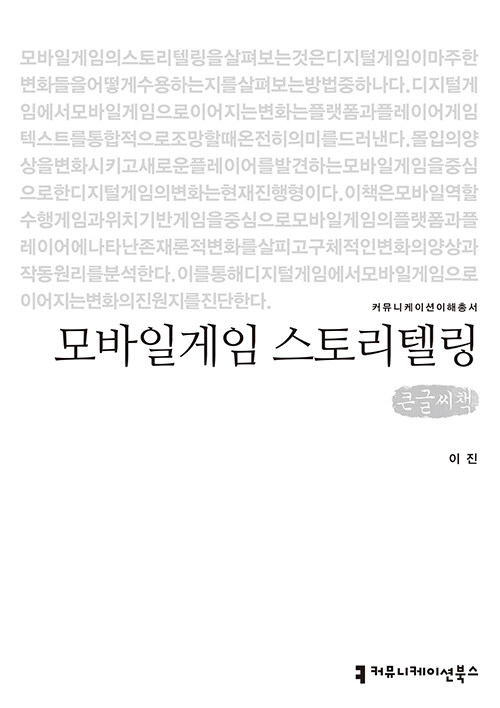 모바일게임의스토리텔링을살펴보는것은디지털게임이마주한
변화들을어떻게수용하는지를살펴보는방법중하나다.디지털게
임에서모바일게임으로이어지는변화는플랫폼과플레이어게임
텍스트를통합적으로조망할때온전히의미를드러낸다.몰입의양
상을변화시키고새로운플레이어를발견하는모바일게임을중심
으로한디지털게임의변화는현재진행형이다.이책은모바일역할
수행게임과위치기반게임을중심으로모바일게임의플랫폼과플
레이어에나타난존재론적변화를살피고구체적인변화의양상과
작동원리를분석한다.이를통해디지털게임에서모바일게임으로
이어지는변화의진원지를진단한다.
커뮤니케이션이해총서
모바일게임 스토리텔링
큰글씨책
이 진
커뮤니케이션북스